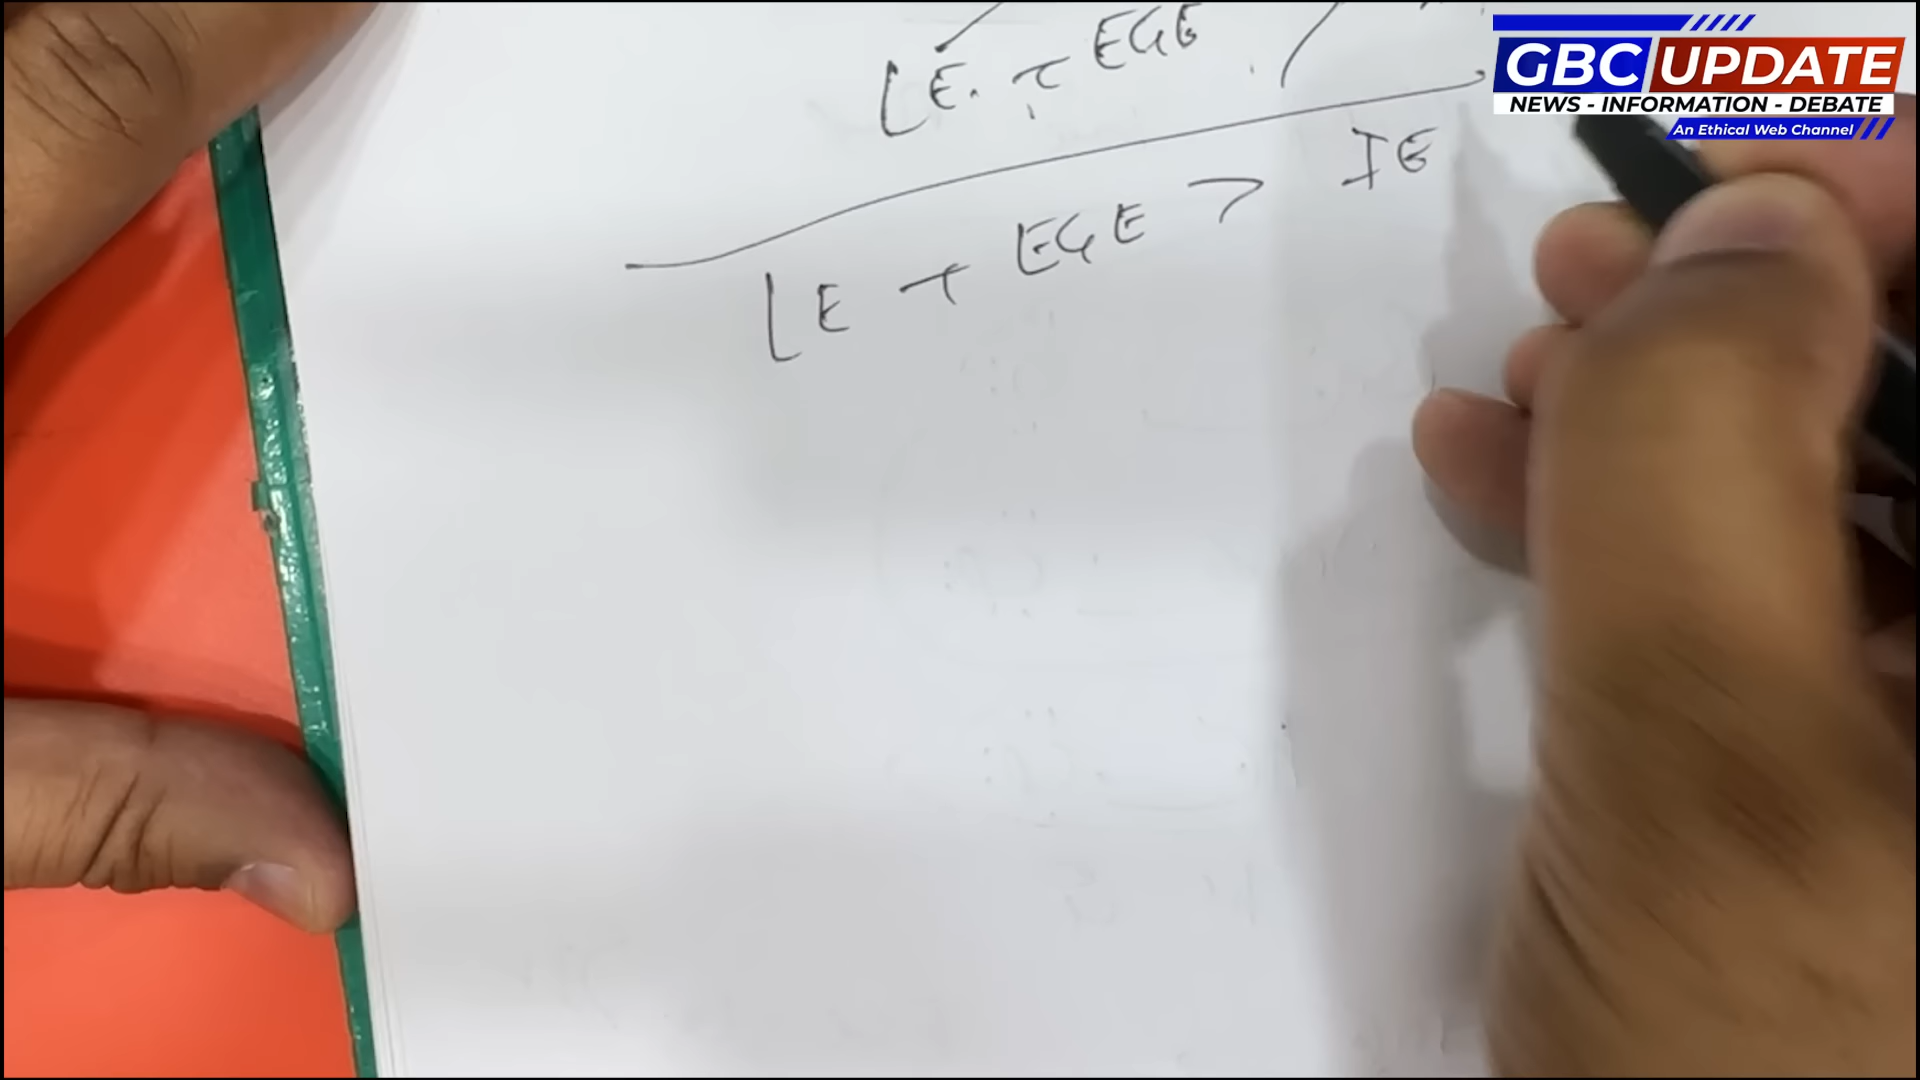 LE. + EGE
GBC UPDATE
NEWS - INFORMATION - DEBATE
An Ethical Web Channel
LE + EGE > IE